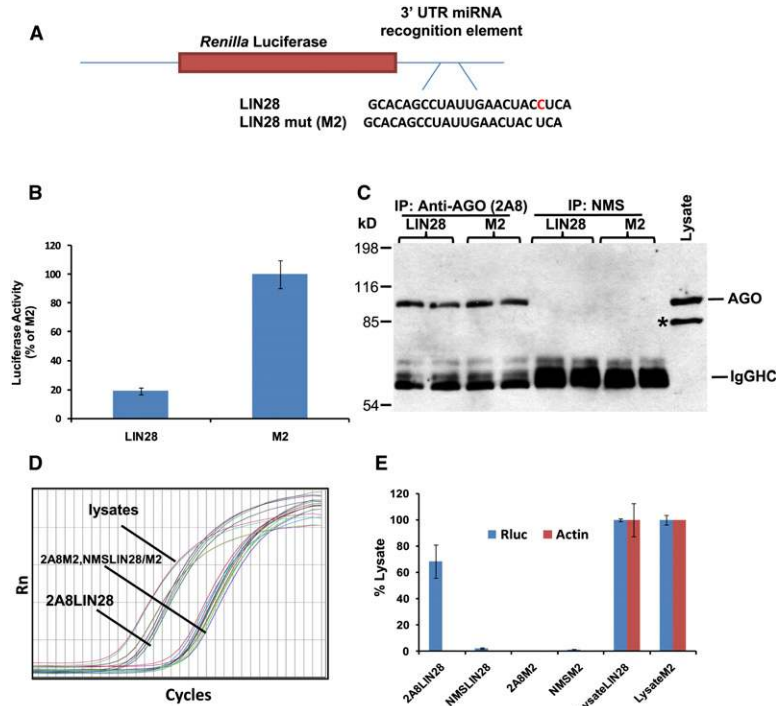 A
3’ UTR miRNA
recognition element
Renilla Luciferase
LIN28 GCACAGCCUAUUGAACUACCUCA
LIN28 mut (M2) GCACAGCCUAUUGAACUAC UCA
B
Luciferase Activity
(% of M2)
120
100
80
60
40
20
0
LIN28 M2
C
IP: Anti-AGO (2A8) IP: NMS
kD LIN28 M2 LIN28 M2 Lysate
198
116
85
54
AGO
*
IgGHC
D
Rn
lysates
2A8M2,NMSLIN28/M2
2A8LIN28
Cycles
E
% Lysate
120
100
80
60
40
20
0
Rluc Actin
2A8LIN28
NMSLIN28
2A8M2
NMSM2
ysateLIN28
LysateM2